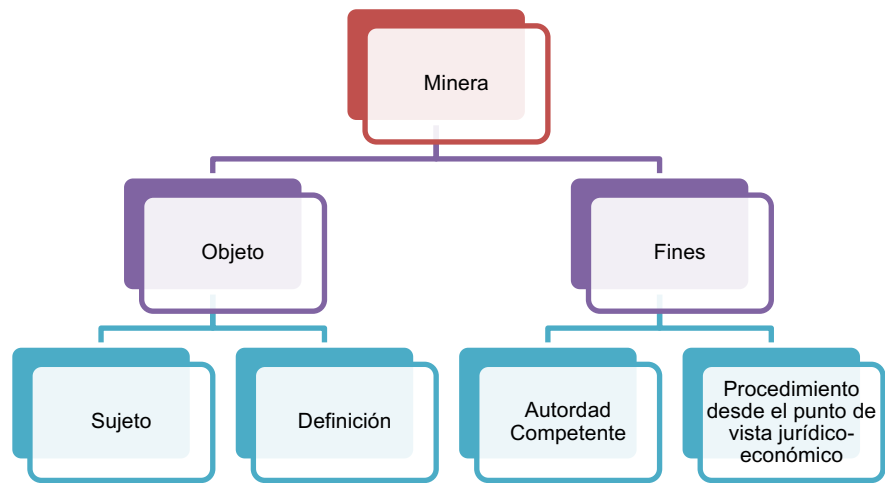 Minera
Objeto
Fines
Sujeto
Definición
Autordad
Competente
Procedimiento
desde el punto de
vista jurídico-
económico